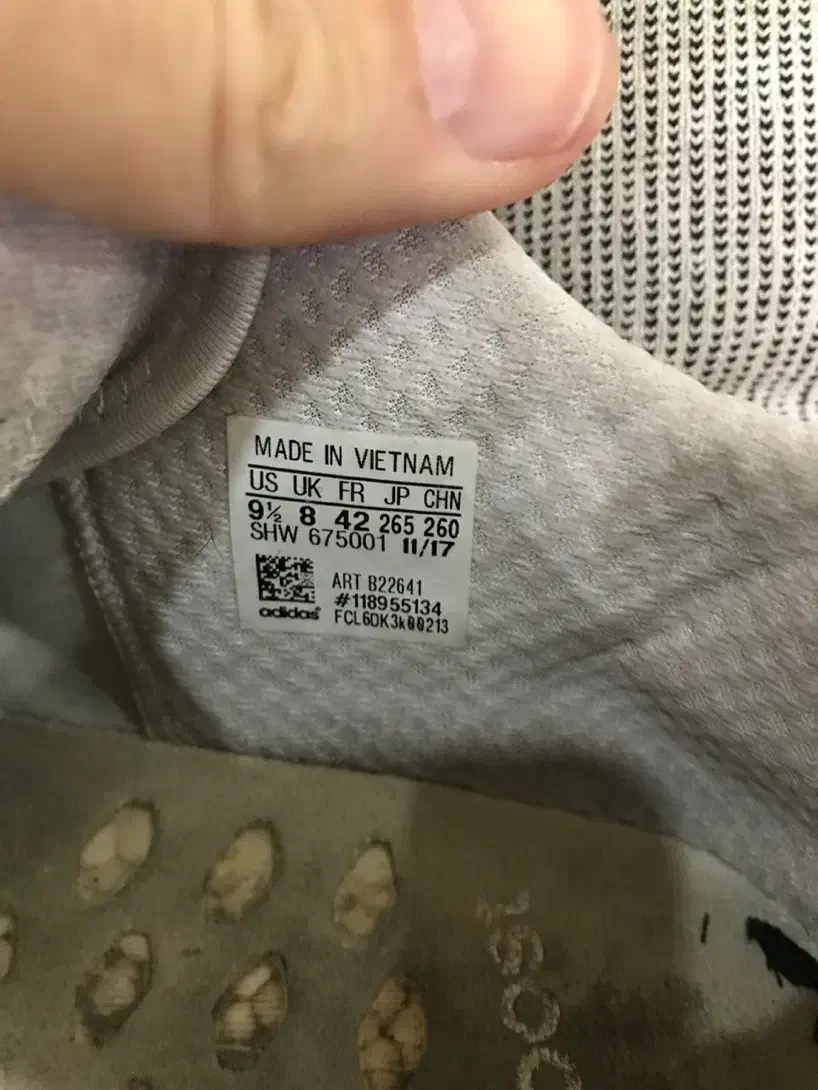 MADE IN VIETNAM
US UK FR JP CHN
9½ 8 42 265 260
SHW 675001 11/17
ART B22641
#118955134
adidas FCL6DK3k00213